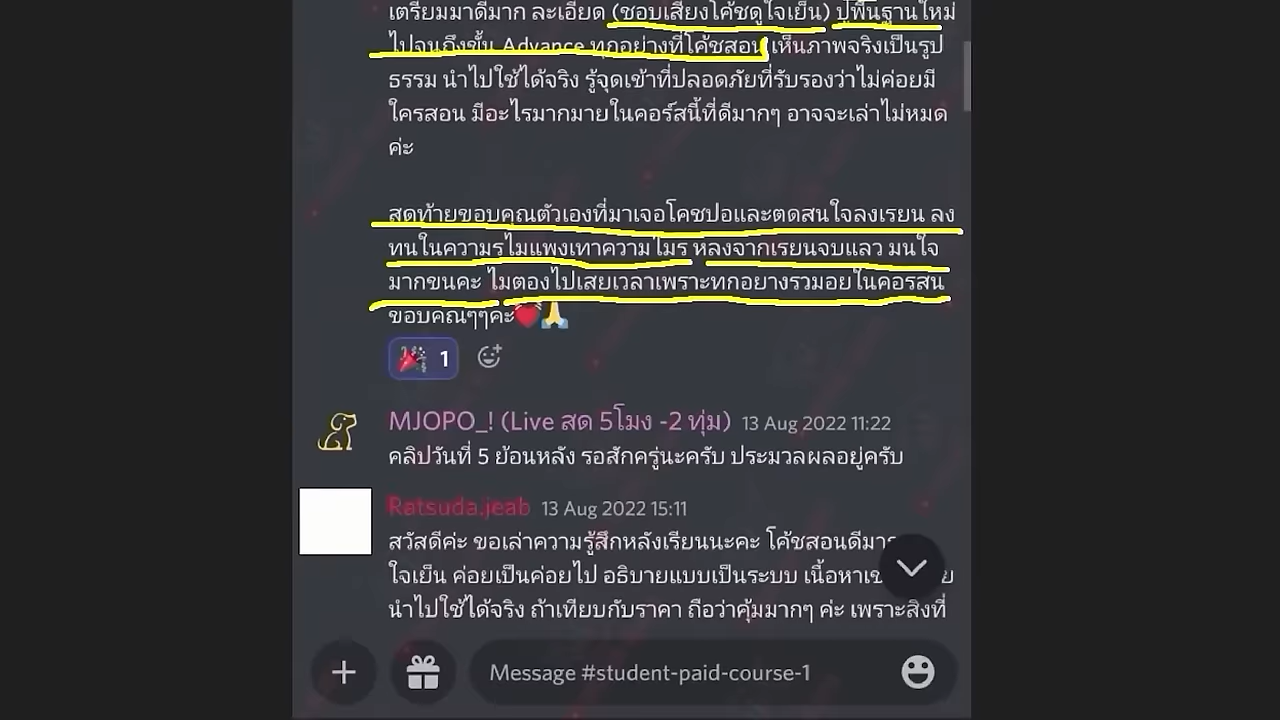 เตรียมมาดีมาก ละเอียด (ชอบเสียงโค้ชดูใจเย็น) ปูพื้นฐานใหม่
ไปจนถึงขั้น Advance ทุกอย่างที่โค้ชสอน เห็นภาพจริงเป็นรูป
ธรรม นำไปใช้ได้จริง รู้จุดเข้าที่ปลอดภัยที่รับรองว่าไม่ค่อยมี
ใครสอน มีอะไรมากมายในคอร์สนี้ที่ดีมากๆ อาจจะเล่าไม่หมด
ค่ะ
สุดท้ายขอบคุณตัวเองที่มาเจอโค้ชปอและตัดสินใจลงเรียน ลง
ทุนในความรู้ไม่แพงเท่าความไม่รู้ หลังจากเรียนจบแล้ว มั่นใจ
มากขึ้นค่ะ ไม่ต้องไปเสียเวลาเพราะทุกอย่างรวมอยู่ในคอร์สนี้
ขอบคุณๆๆค่ะ❤️🙏
🎉 1
MJOPO_! (Live สด 5โมง -2 ทุ่ม) 13 Aug 2022 11:22
คลิปวันที่ 5 ย้อนหลัง รอสักครู่นะครับ ประมวลผลอยู่ครับ
Ratsuda.jeab 13 Aug 2022 15:11
สวัสดีค่ะ ขอเล่าความรู้สึกหลังเรียนนะคะ โค้ชสอนดีมาก
ใจเย็น ค่อยเป็นค่อยไป อธิบายแบบเป็นระบบ
นำไปใช้ได้จริง ถ้าเทียบกับราคา ถือว่าคุ้มมากๆ ค่ะ เพราะสิ่งที่
Message #student-paid-course-1